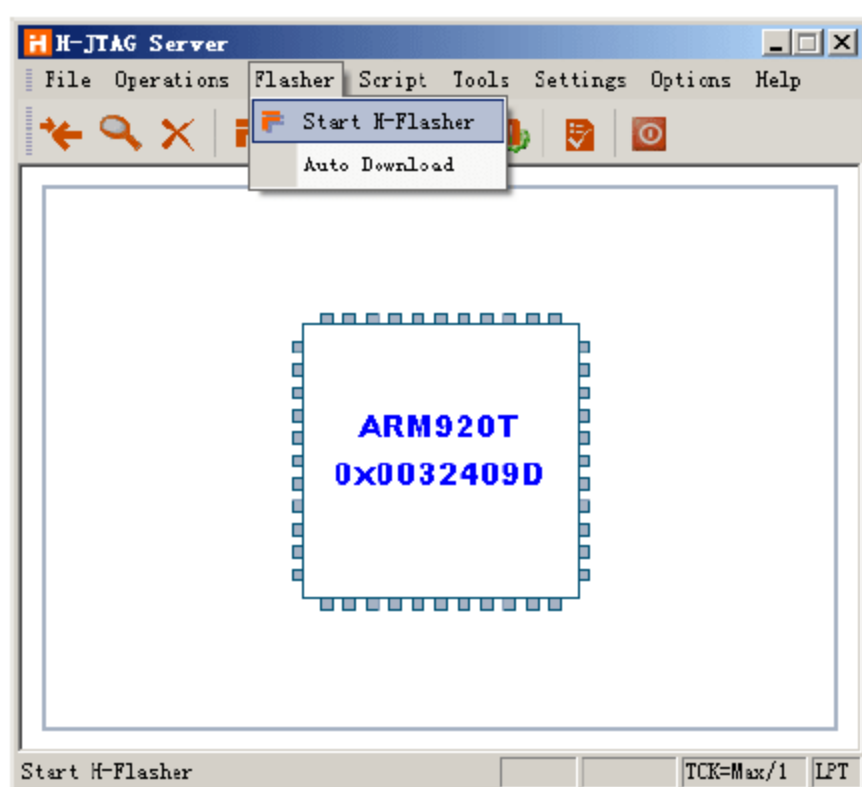 H-JTAG Server
File Operations Flasher Script Tools Settings Options Help
Start H-Flasher
Auto Download
ARM920T
0x0032409D
Start H-Flasher TCK=Max/1 LPT